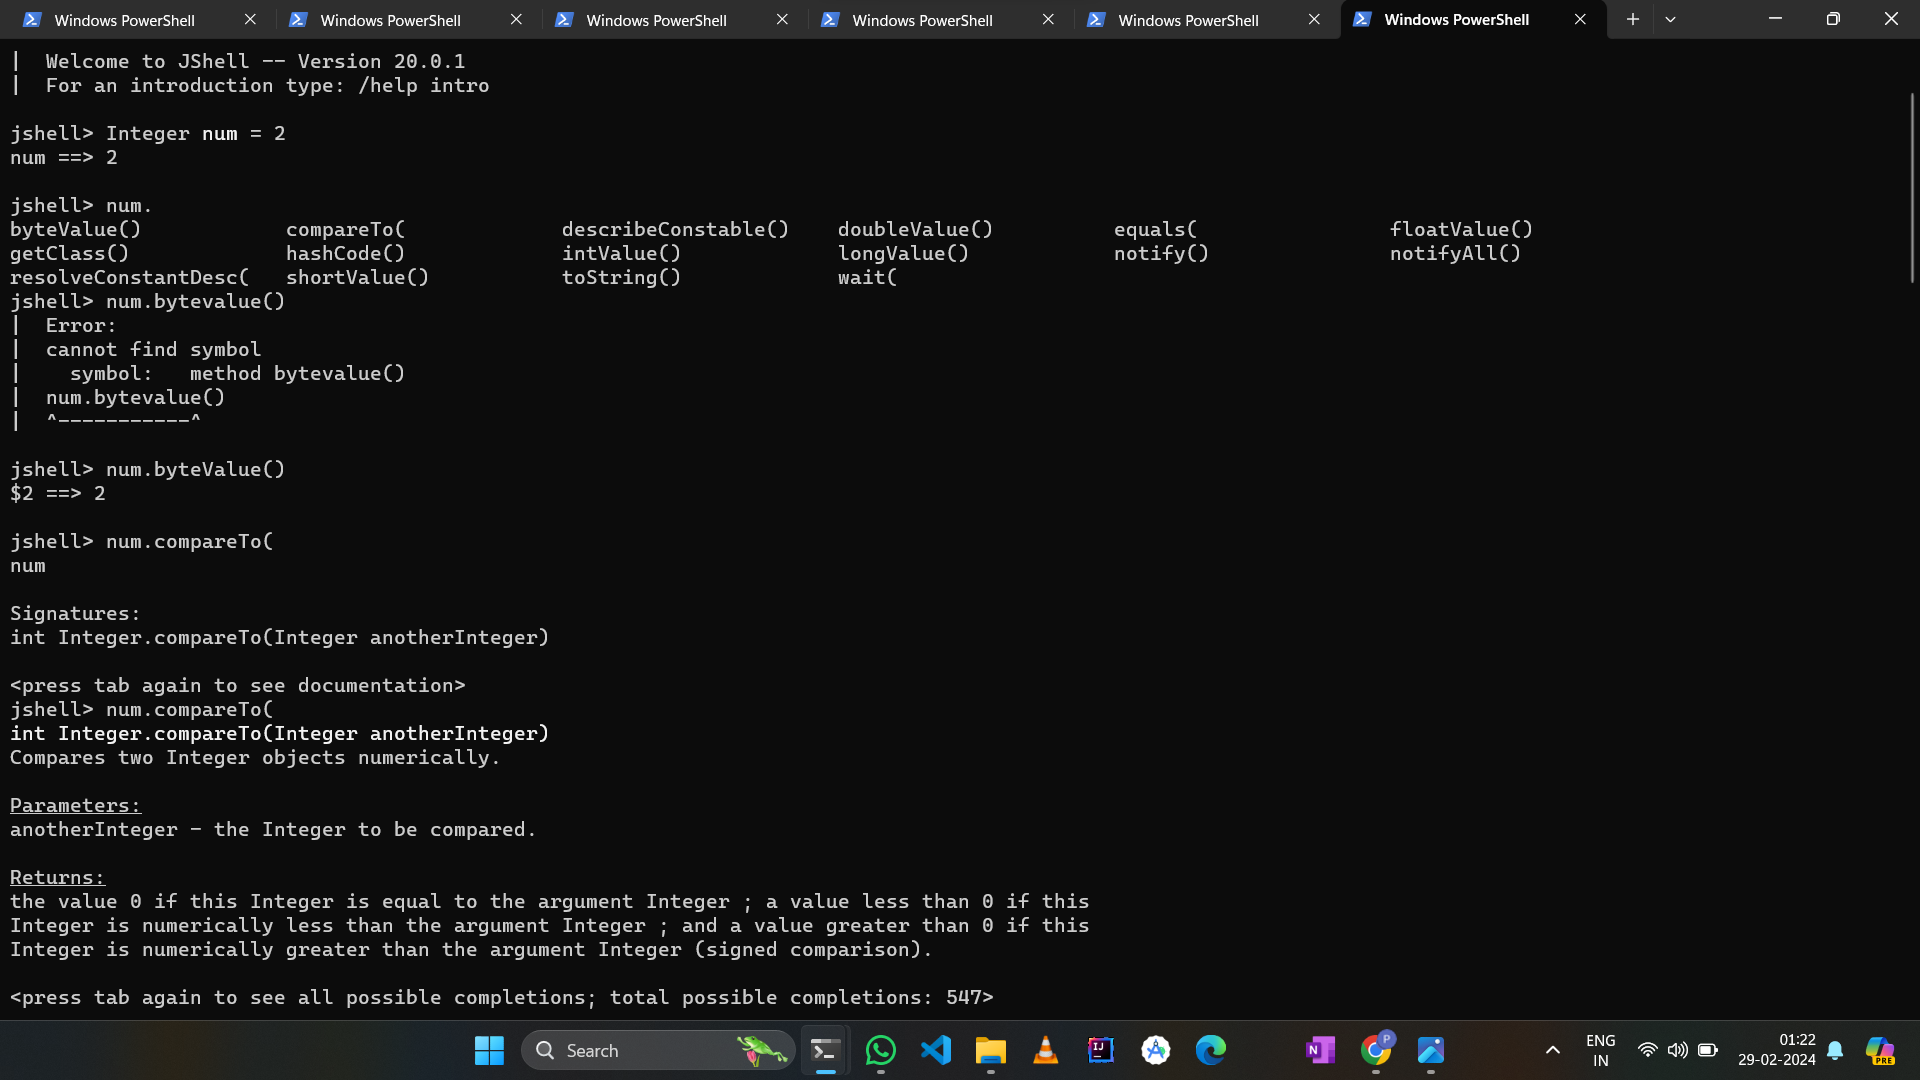 Windows PowerShell Windows PowerShell Windows PowerShell Windows PowerShell Windows PowerShell Windows PowerShell
| Welcome to JShell -- Version 20.0.1
| For an introduction type: /help intro
jshell> Integer num = 2
num ==> 2
jshell> num.
byteValue() compareTo( describeConstable() doubleValue() equals( floatValue()
getClass() hashCode() intValue() longValue() notify() notifyAll()
resolveConstantDesc( shortValue() toString() wait(
jshell> num.bytevalue()
| Error:
| cannot find symbol
| symbol: method bytevalue()
| num.bytevalue()
| ^-----------^
jshell> num.byteValue()
$2 ==> 2
jshell> num.compareTo(
num
Signatures:
int Integer.compareTo(Integer anotherInteger)
<press tab again to see documentation>
jshell> num.compareTo(
int Integer.compareTo(Integer anotherInteger)
Compares two Integer objects numerically.
Parameters:
anotherInteger - the Integer to be compared.
Returns:
the value 0 if this Integer is equal to the argument Integer ; a value less than 0 if this
Integer is numerically less than the argument Integer ; and a value greater than 0 if this
Integer is numerically greater than the argument Integer (signed comparison).
<press tab again to see all possible completions; total possible completions: 547>
Search
IJ
N
P
ENG
IN
01:22
29-02-2024
PRE